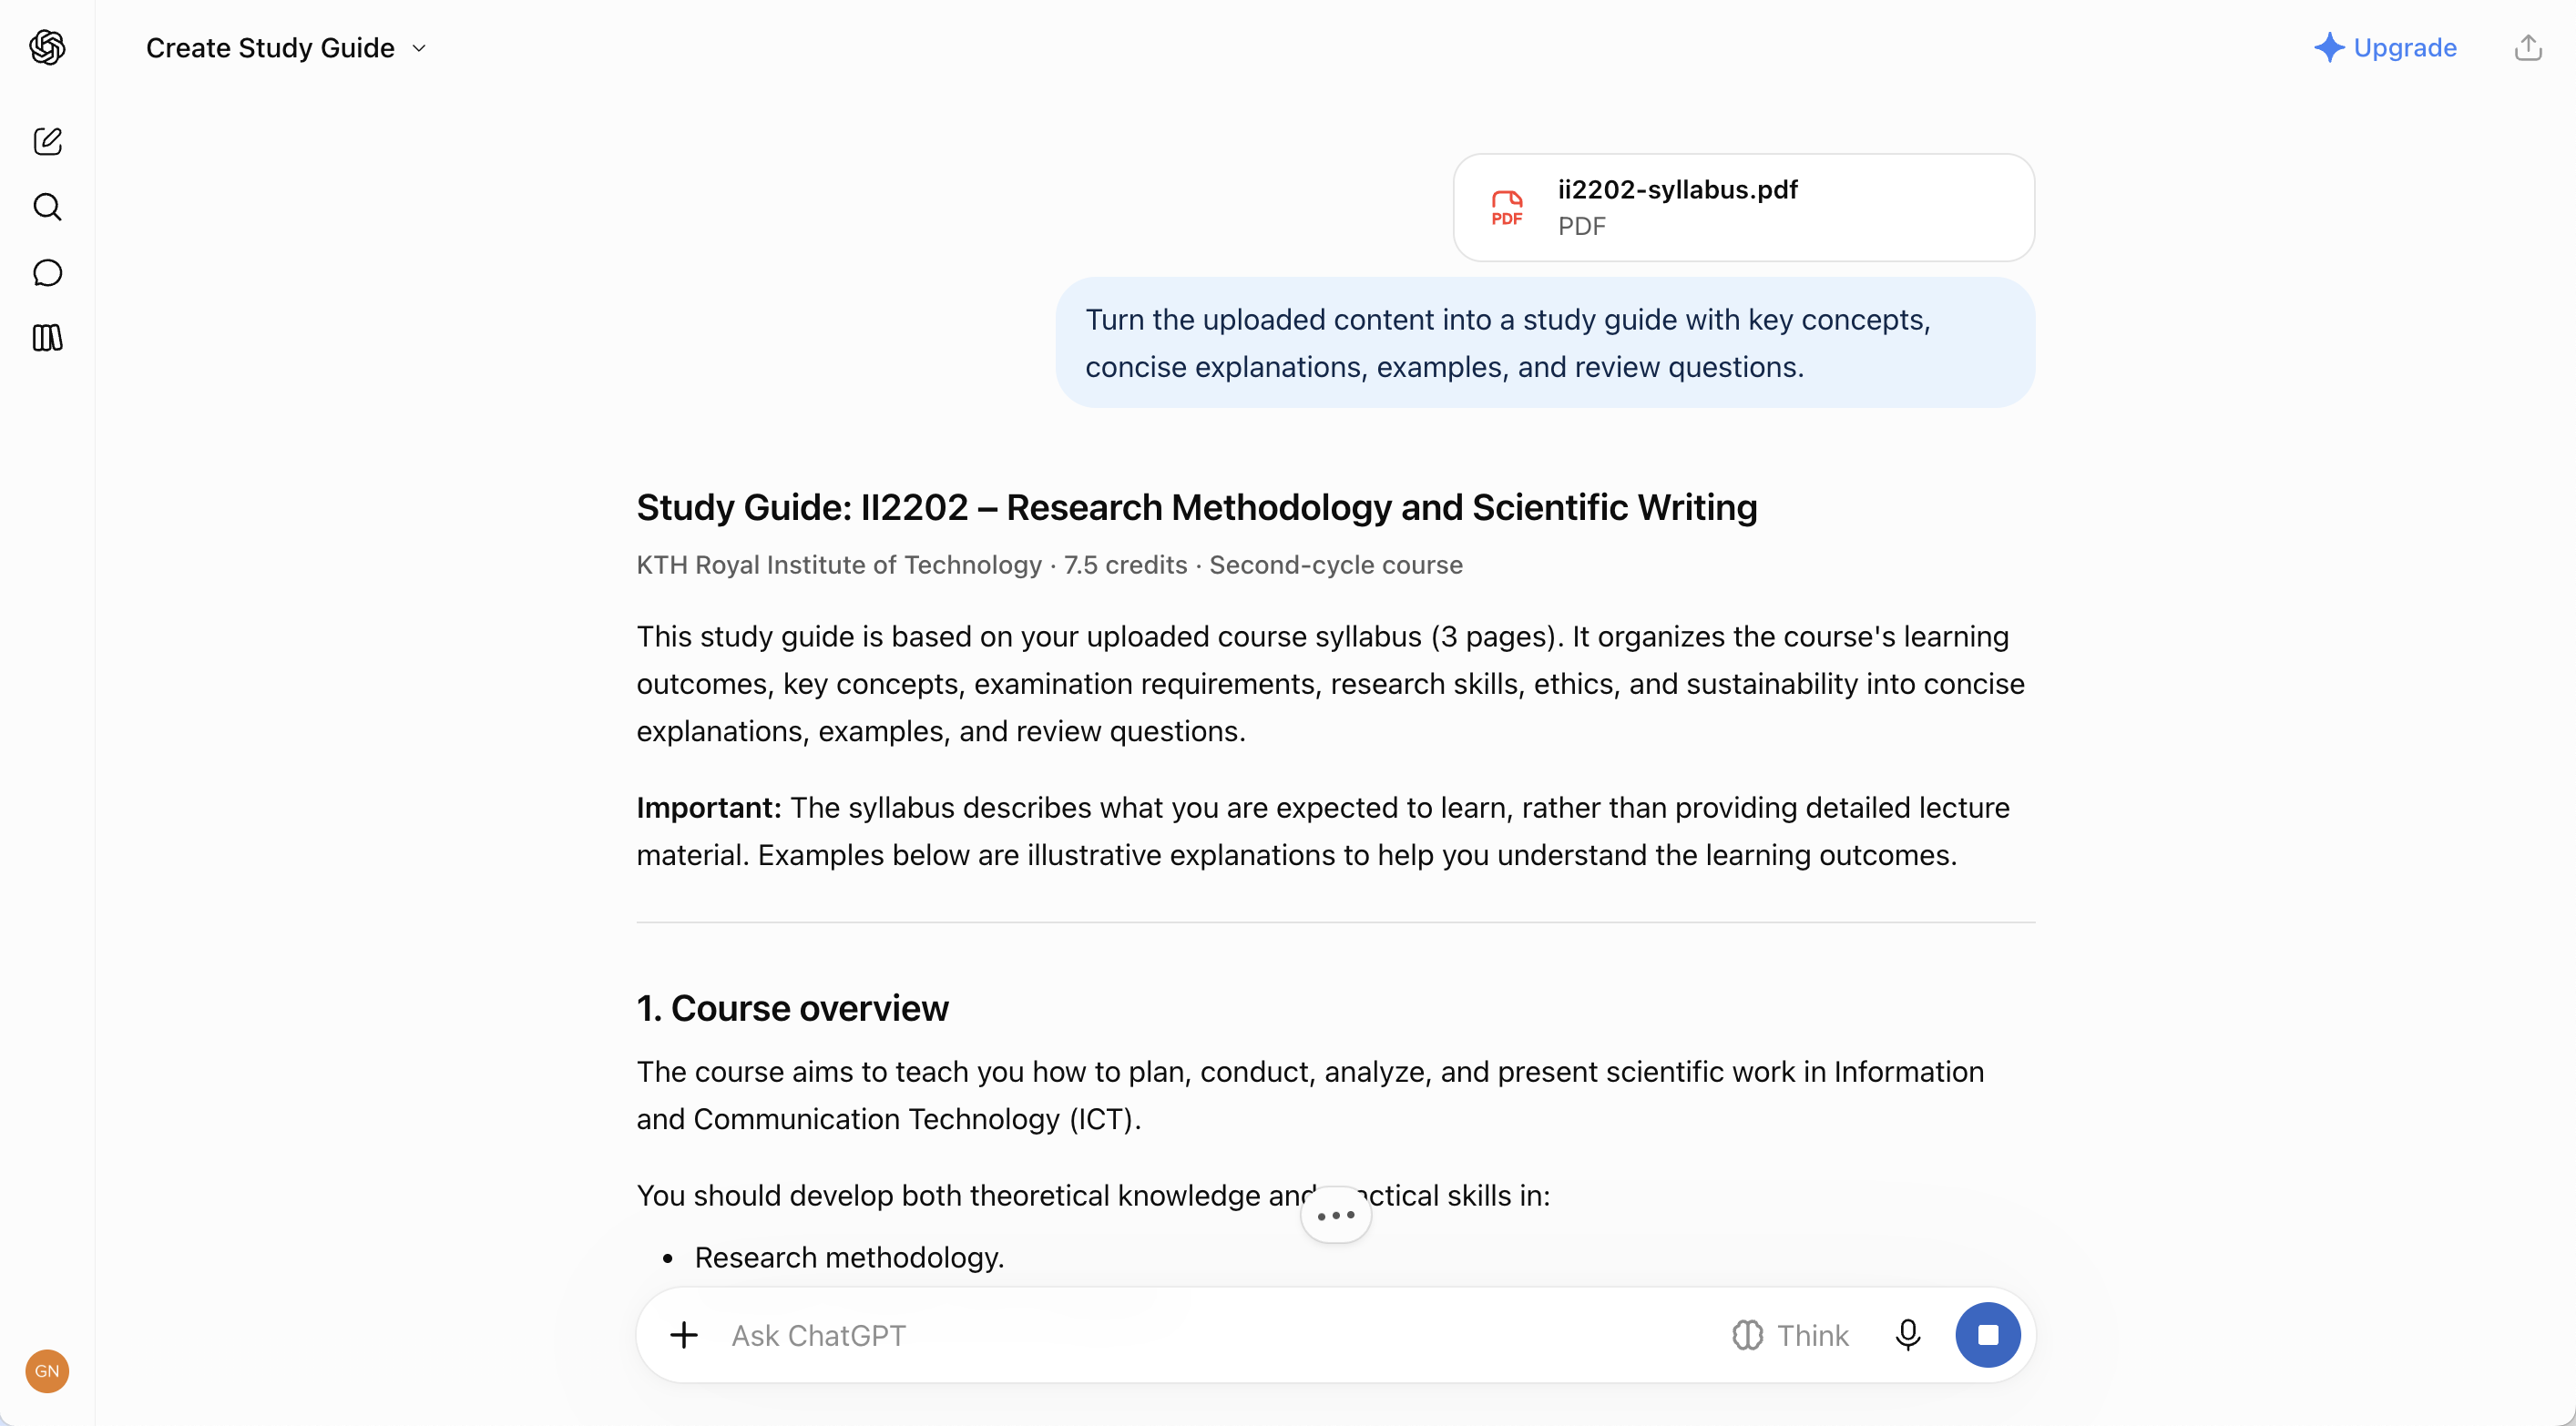 Create Study Guide
Upgrade
PDF
ii2202-syllabus.pdf
PDF
Turn the uploaded content into a study guide with key concepts,
concise explanations, examples, and review questions.
Study Guide: II2202 – Research Methodology and Scientific Writing
KTH Royal Institute of Technology · 7.5 credits · Second-cycle course
This study guide is based on your uploaded course syllabus (3 pages). It organizes the course's learning
outcomes, key concepts, examination requirements, research skills, ethics, and sustainability into concise
explanations, examples, and review questions.
Important: The syllabus describes what you are expected to learn, rather than providing detailed lecture
material. Examples below are illustrative explanations to help you understand the learning outcomes.
1. Course overview
The course aims to teach you how to plan, conduct, analyze, and present scientific work in Information
and Communication Technology (ICT).
You should develop both theoretical knowledge and practical skills in:
• Research methodology.
Ask ChatGPT
Think
GN